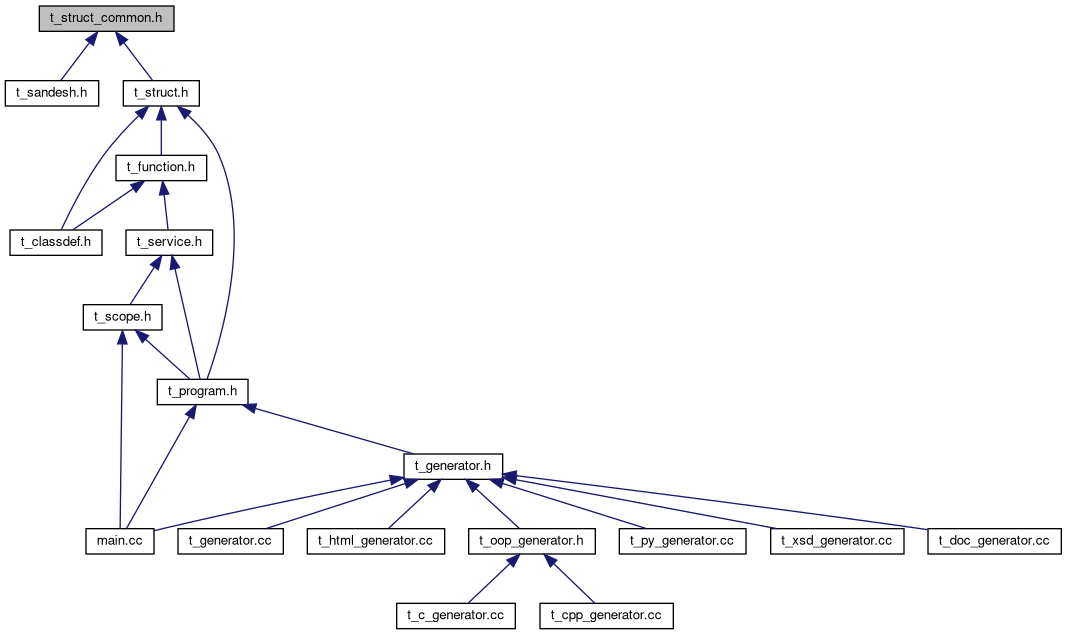 t_struct_common.h
t_sandesh.h
t_struct.h
t_function.h
t_classdef.h
t_service.h
t_scope.h
t_program.h
t_generator.h
main.cc
t_generator.cc
t_html_generator.cc
t_oop_generator.h
t_py_generator.cc
t_xsd_generator.cc
t_doc_generator.cc
t_c_generator.cc
t_cpp_generator.cc